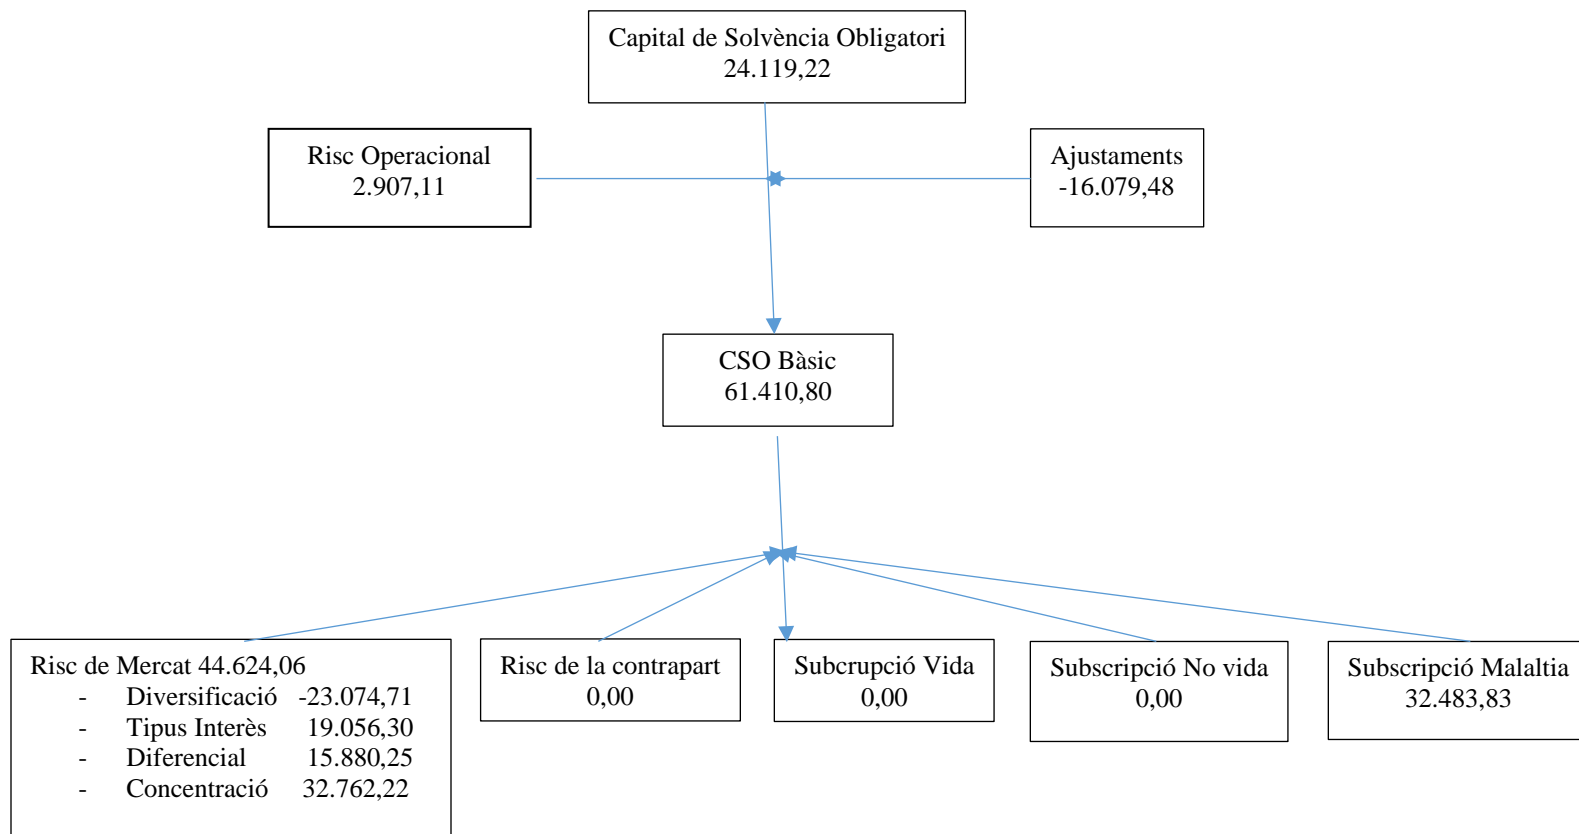 Capital de Solvència Obligatori
24.119,22
Risc Operacional
2.907,11
Ajustaments
-16.079,48
CSO Bàsic
61.410,80
Risc de Mercat 44.624,06
- Diversificació -23.074,71
- Tipus Interès 19.056,30
- Diferencial 15.880,25
- Concentració 32.762,22
Risc de la contrapart
0,00
Subcrupció Vida
0,00
Subscripció No vida
0,00
Subscripció Malaltia
32.483,83